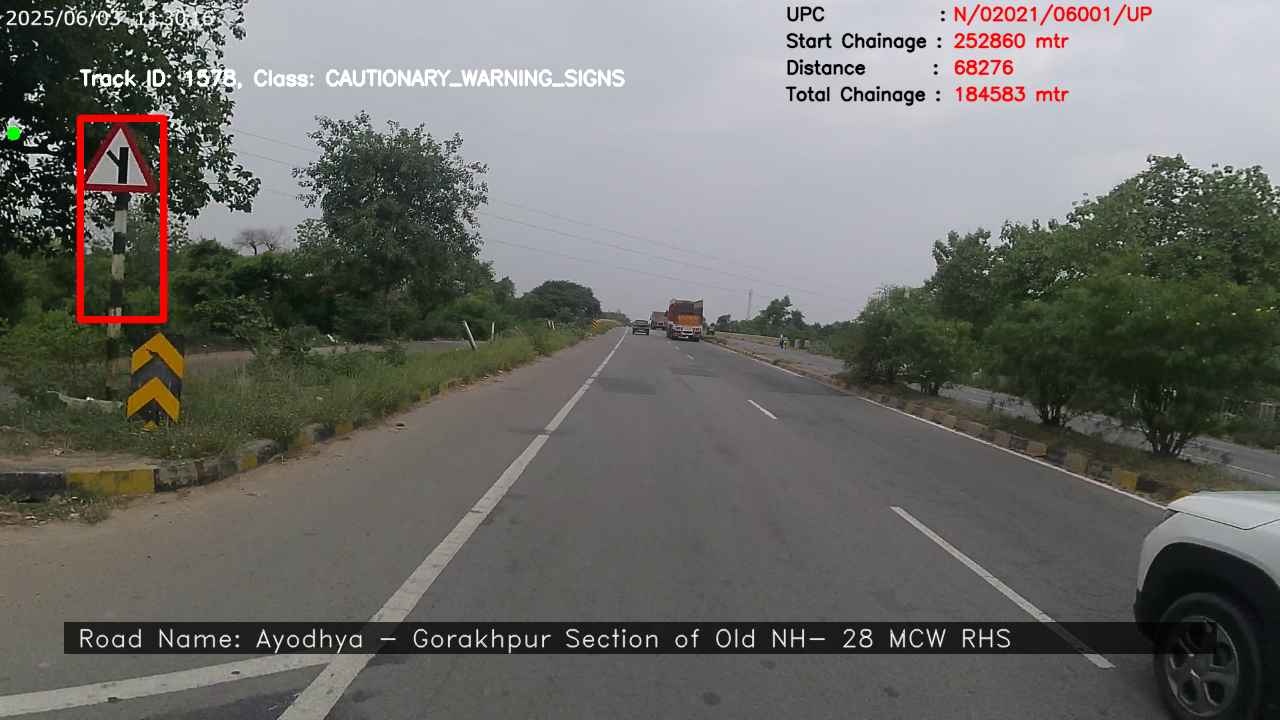 2025/06/03 11:30:16
UPC : N/02021/06001/UP
Start Chainage : 252860 mtr
Distance : 68276
Total Chainage : 184583 mtr
Track ID: 1578, Class: CAUTIONARY_WARNING_SIGNS
Road Name: Ayodhya - Gorakhpur Section of Old NH- 28 MCW RHS